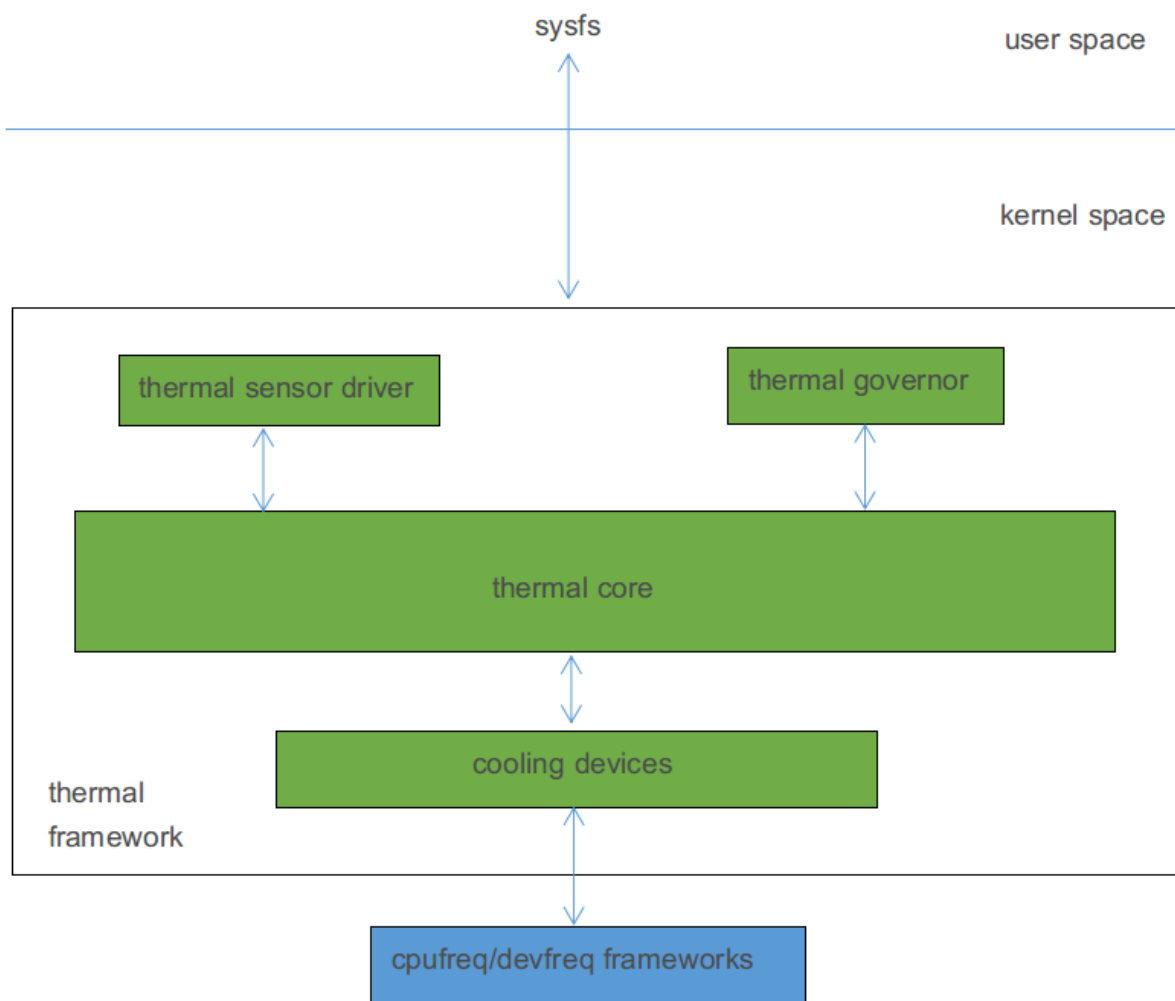 sysfs
user space
kernel space
thermal sensor driver
thermal governor
thermal core
cooling devices
thermal
framework
cpufreq/devfreq frameworks